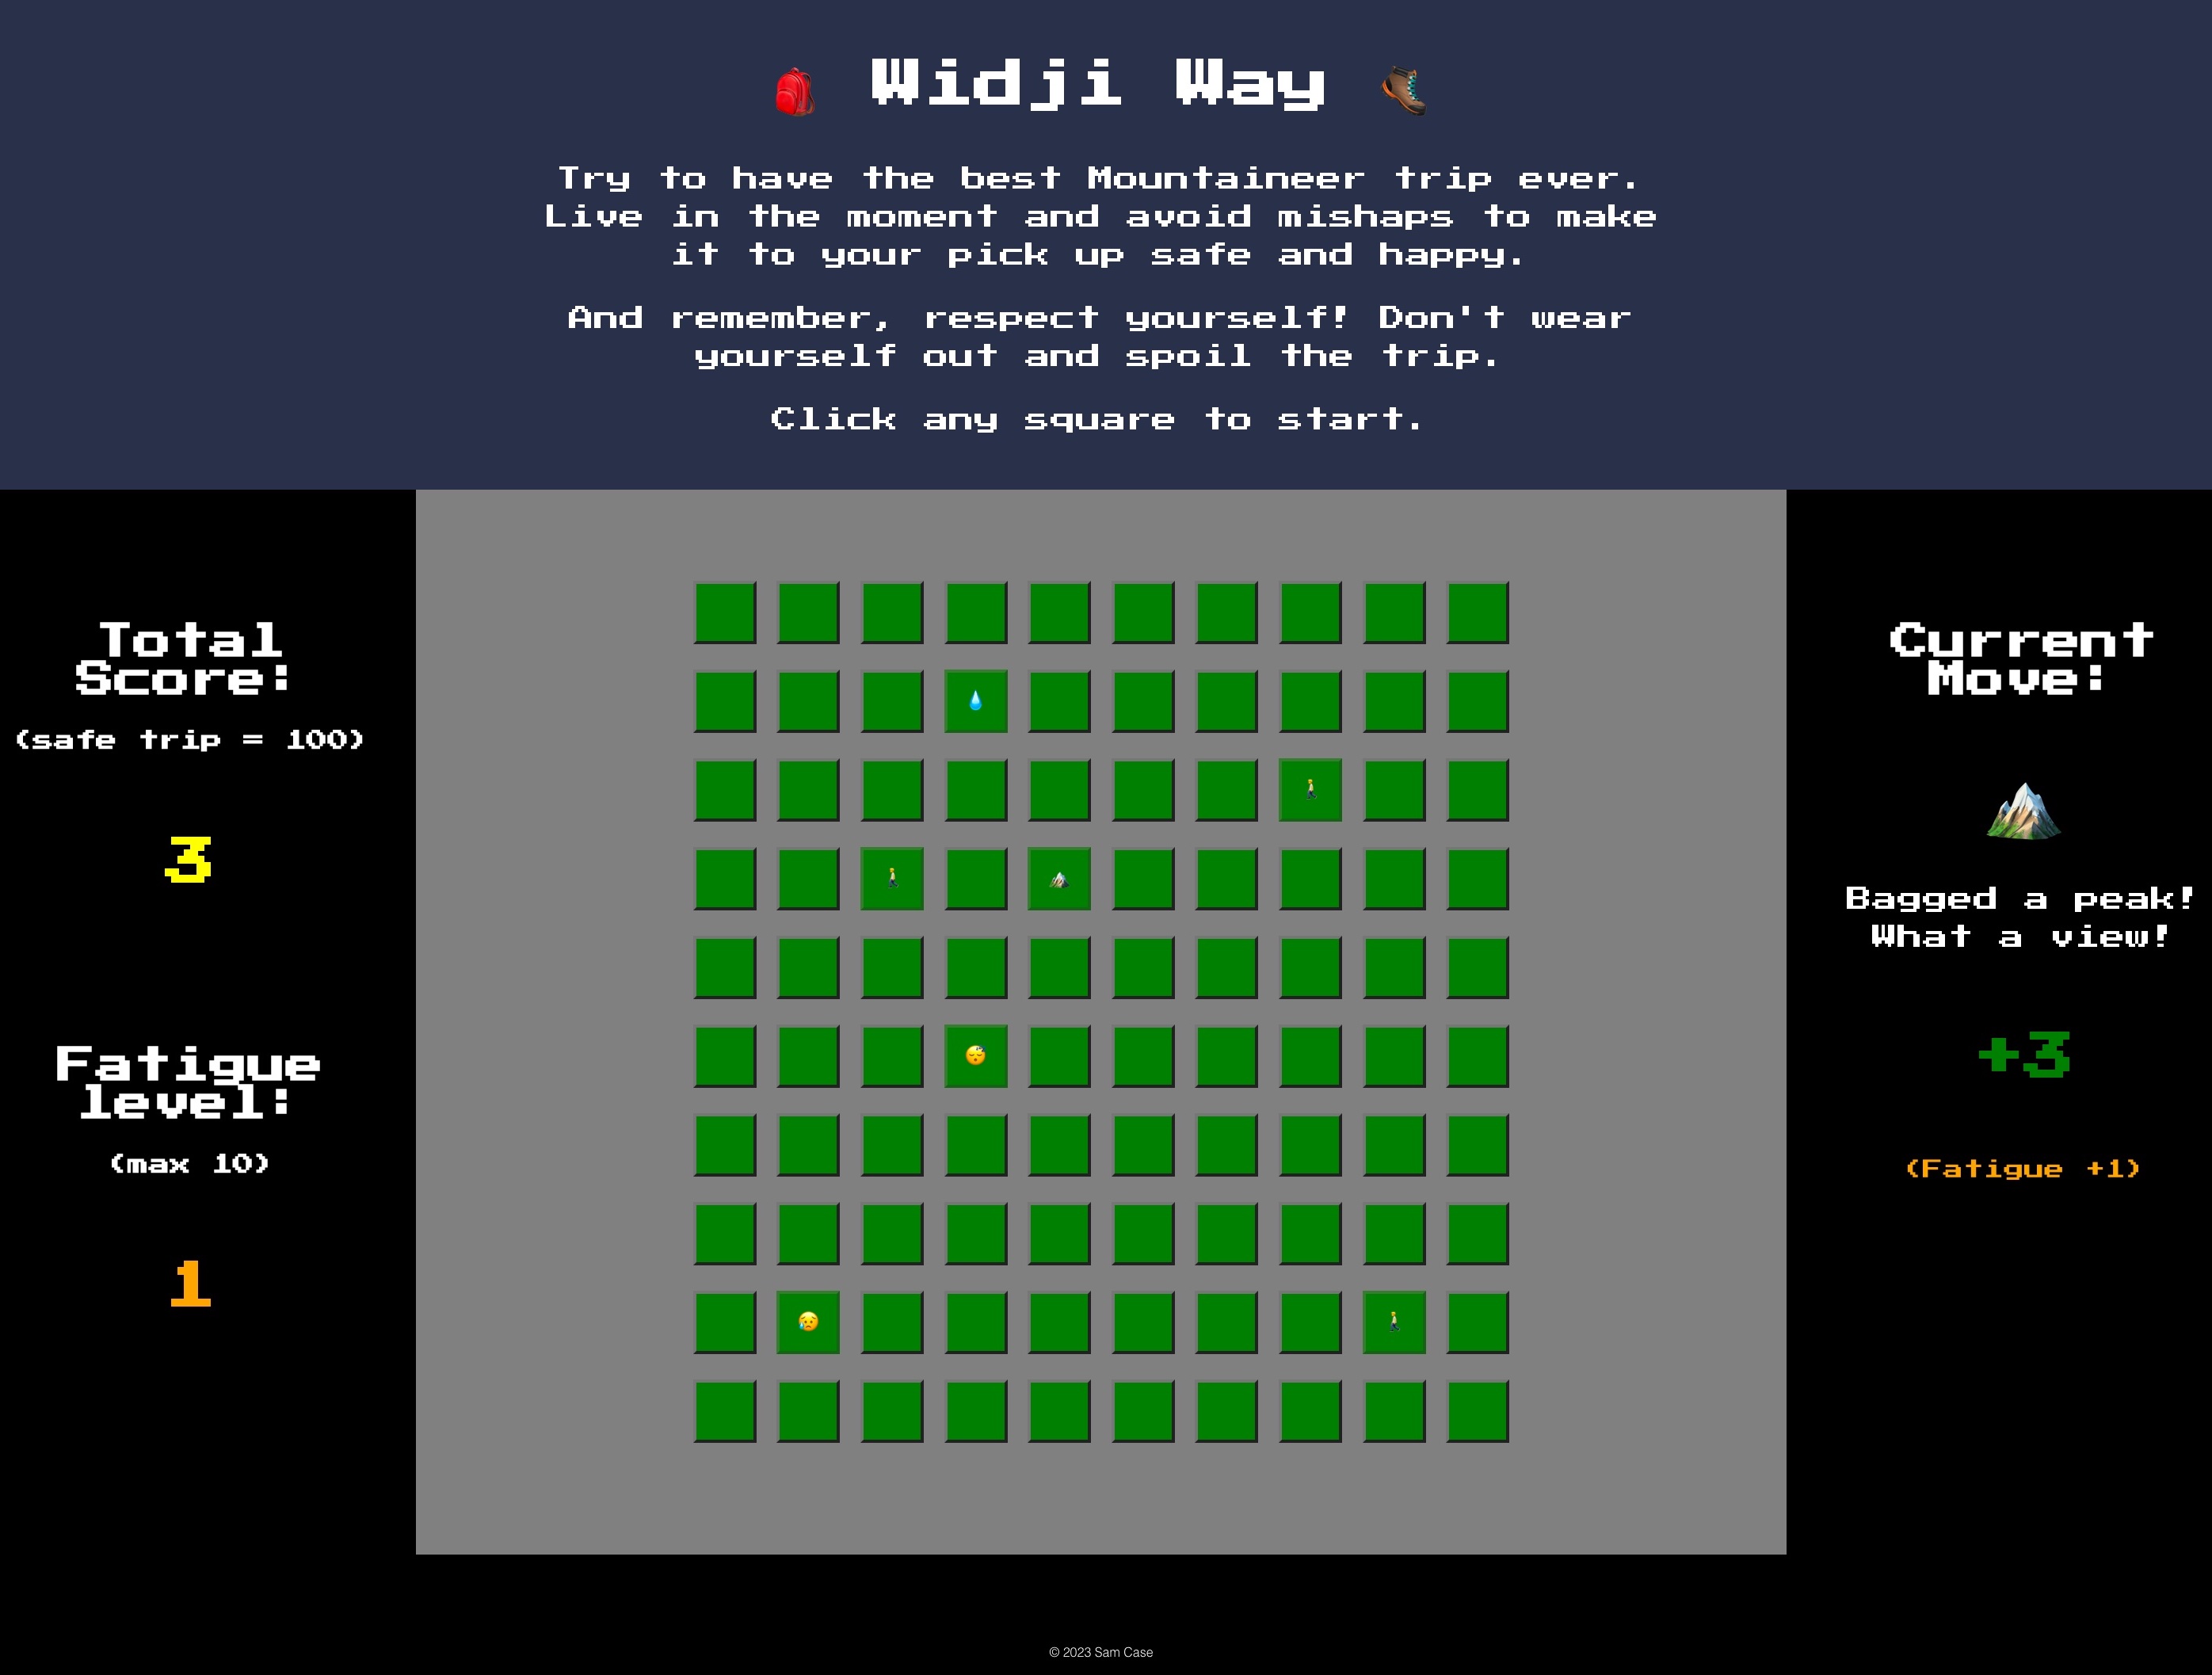 Widji Way
Try to have the best Mountaineer trip ever.
Live in the moment and avoid mishaps to make
it to your pick up safe and happy.
And remember, respect yourself! Don't wear
yourself out and spoil the trip.
Click any square to start.
Total
Score:
(safe trip = 100)
3
Fatigue
level:
(max 10)
1
Current
Move:
Bagged a peak!
What a view!
+3
(Fatigue +1)
© 2023 Sam Case